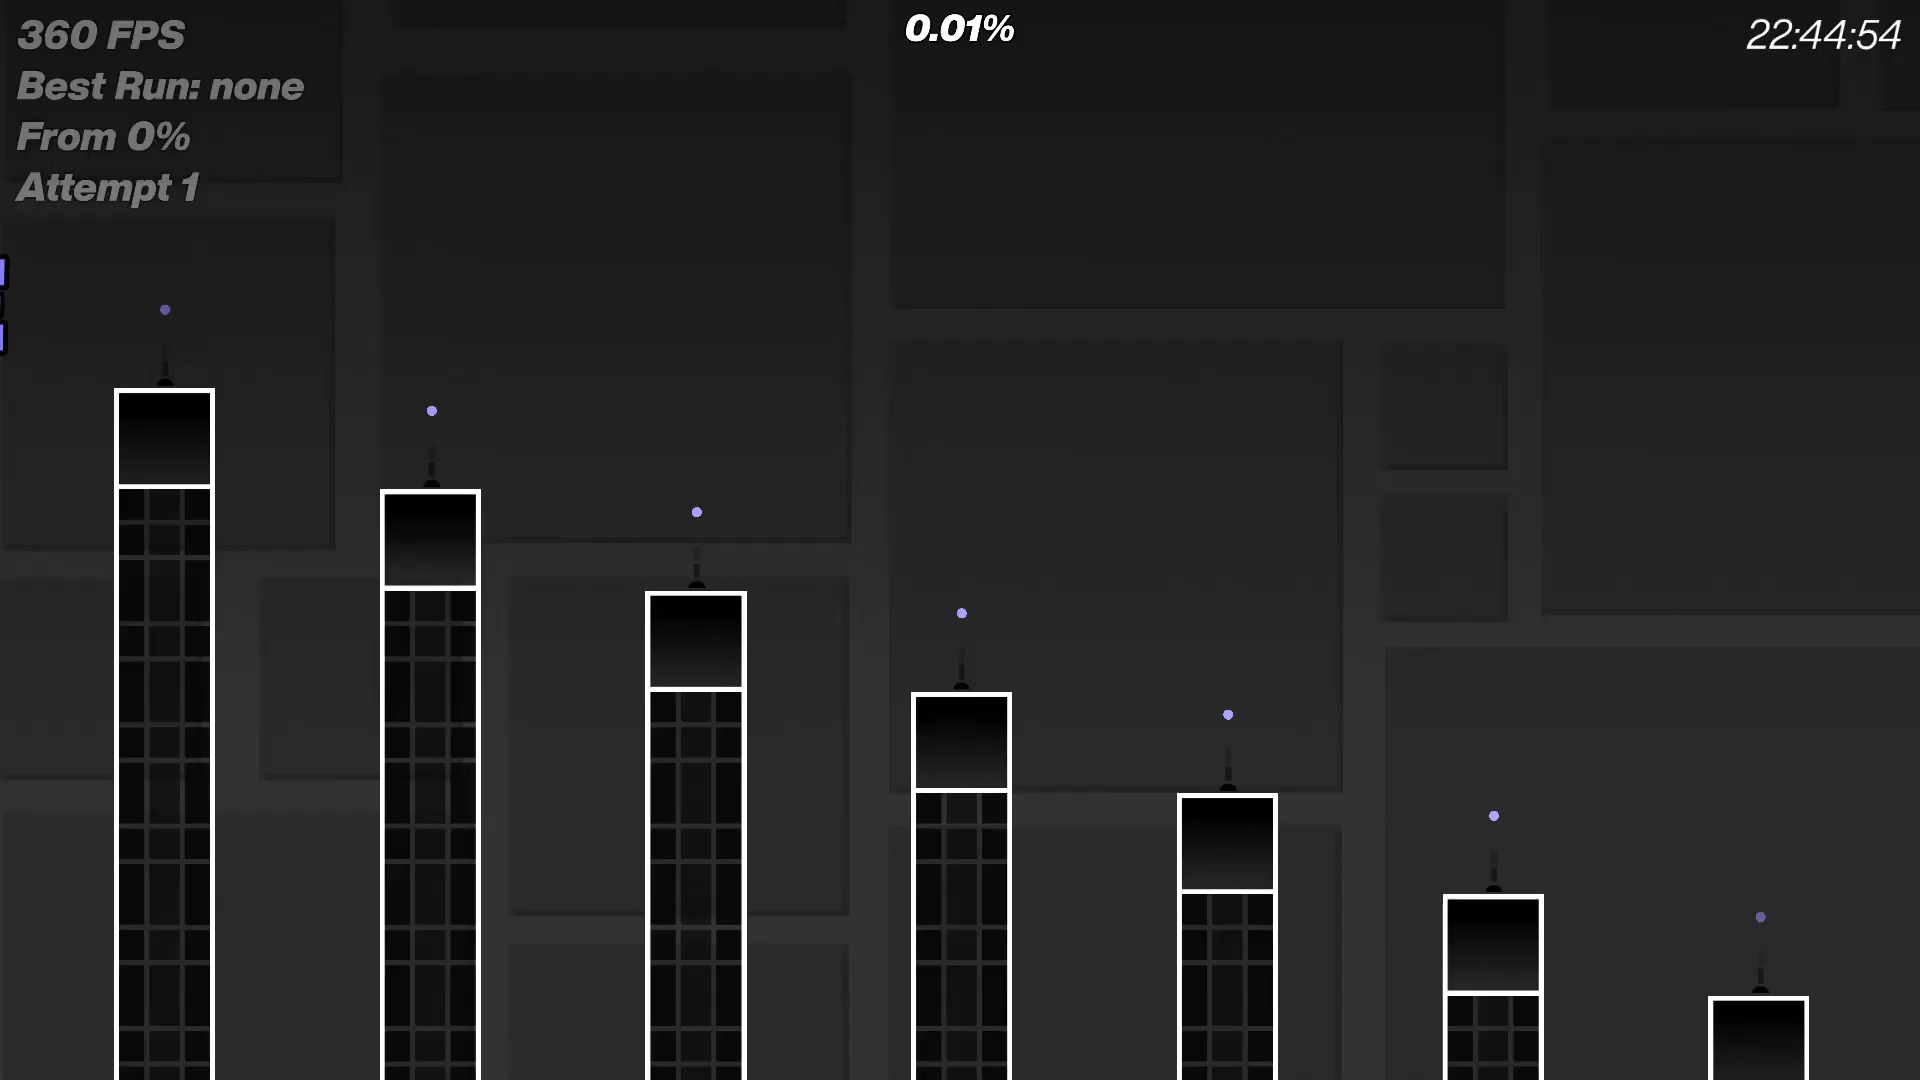 360 FPS
Best Run: none
From 0%
Attempt 1
0.01%
22:44:54